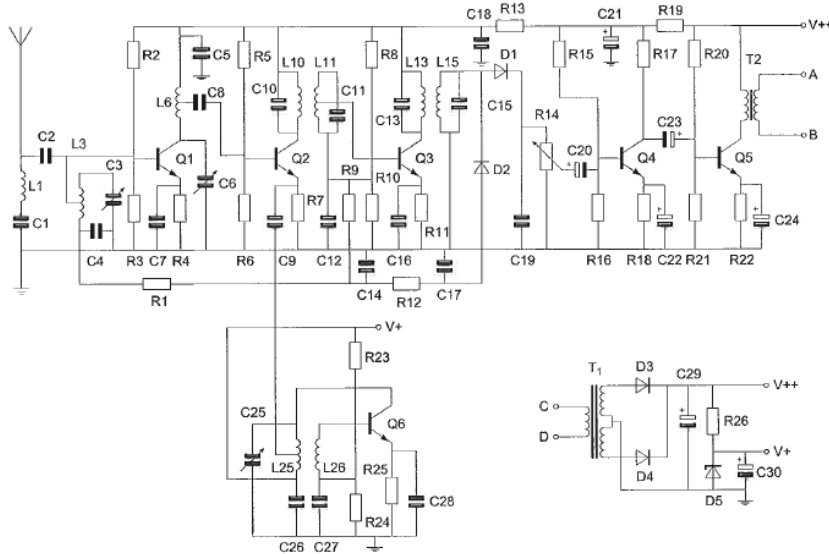 C18 R13 C21 R19
V++
R2 C5 R5 L10 L11 R8 L13 L15 D1 R15 R17 R20 T2
+
A
L6 C8 C10 C11 C13 C15 R14 C23
+
B
C2 L3 C3 Q1 C6 Q2 R9 Q3 D2 C20 Q4 Q5
+
L1 R7 R10 R11
C1 C4 + + C24
R3 C7 R4 R6 C9 C12 C16 C19 R16 R18 C22 R21 R22
R1 C14 R12 C17
V+
R23
T1 D3 C29 V++
C25 Q6 C +
R26
L25 L26 R25 D V+
D4 +
C28 D5 C30
R24
C26 C27